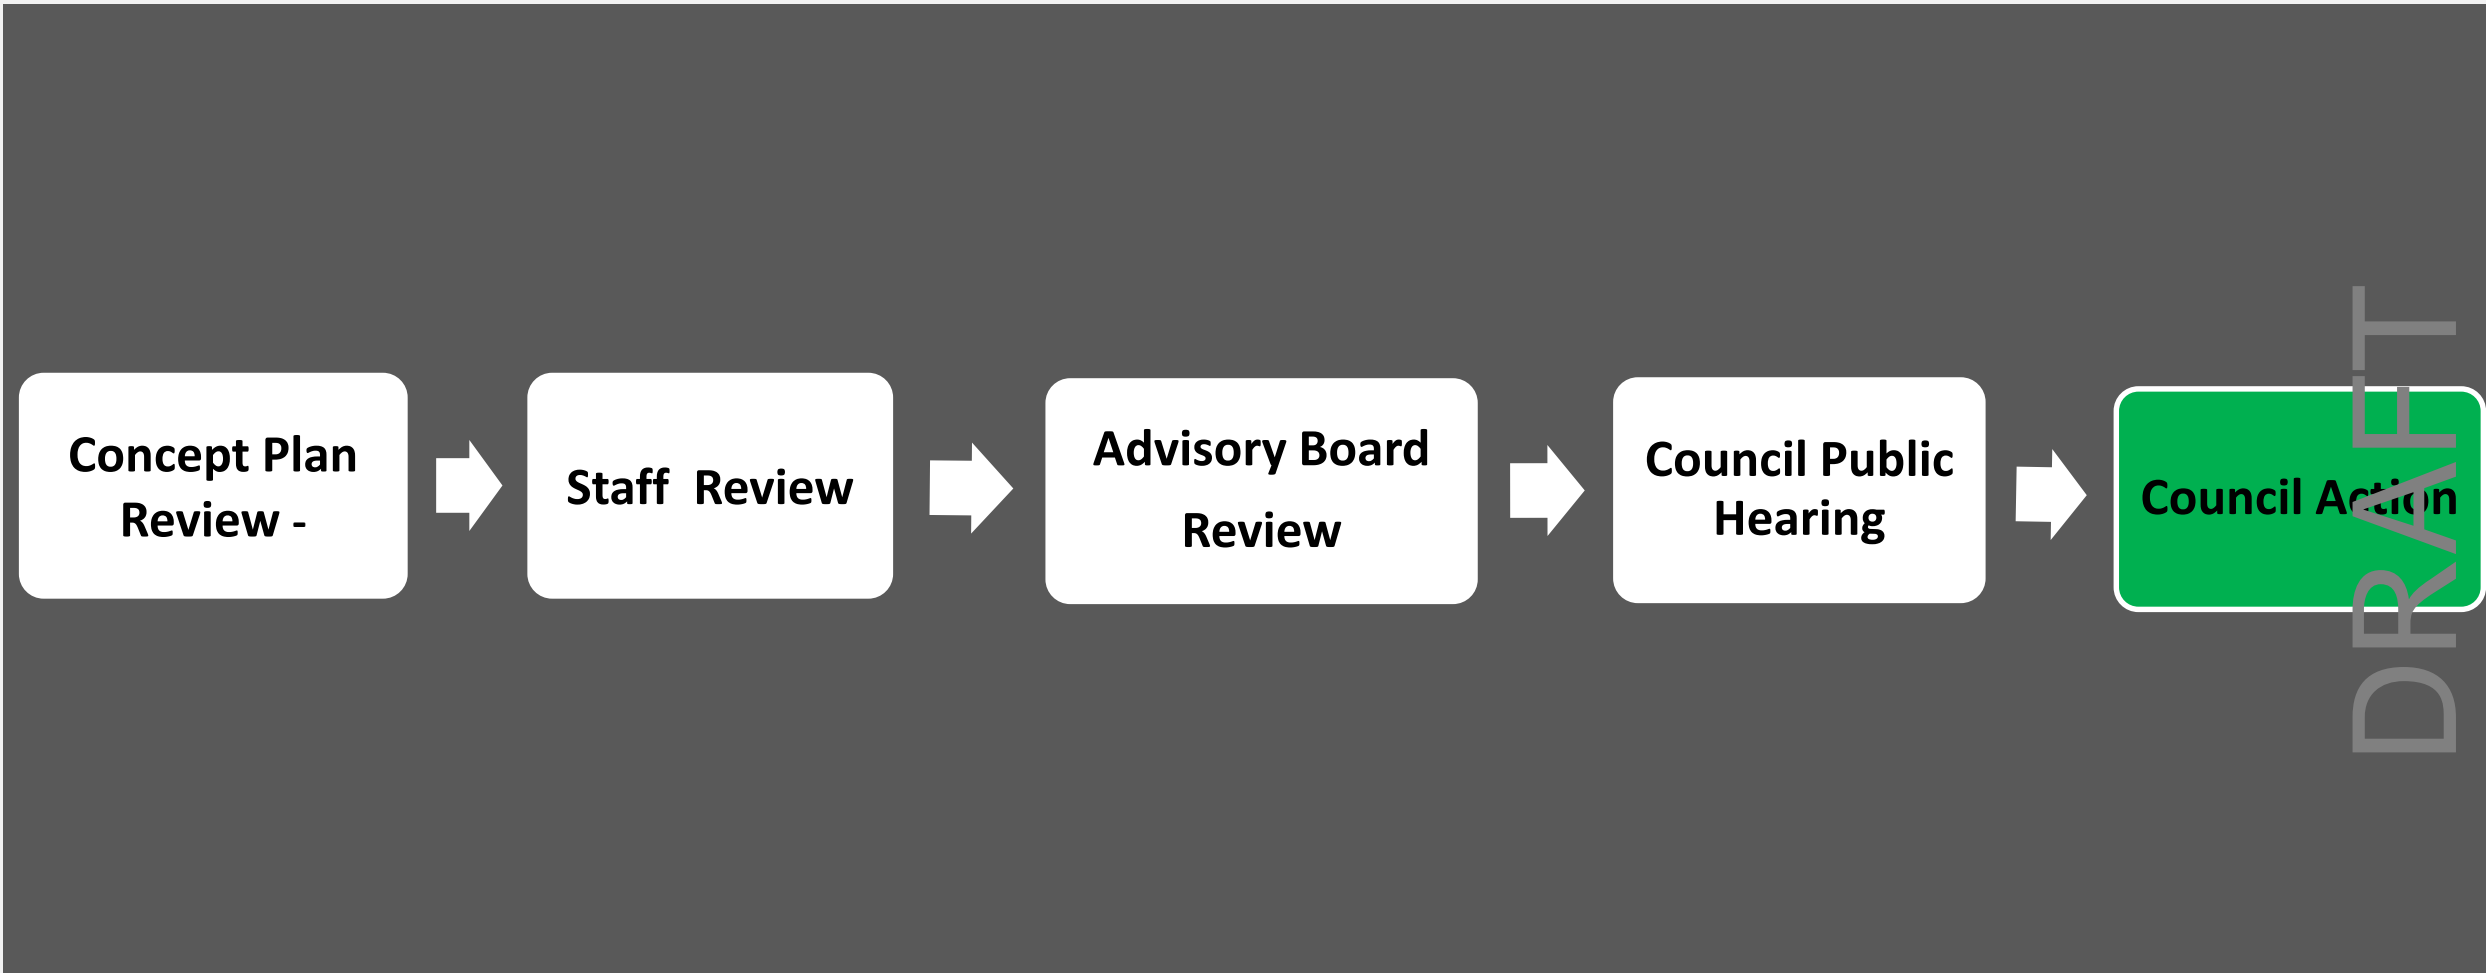 Concept Plan
Review -
Staff  Review
Advisory Board
Review
Council Public
Hearing
Council Action
DRAFT